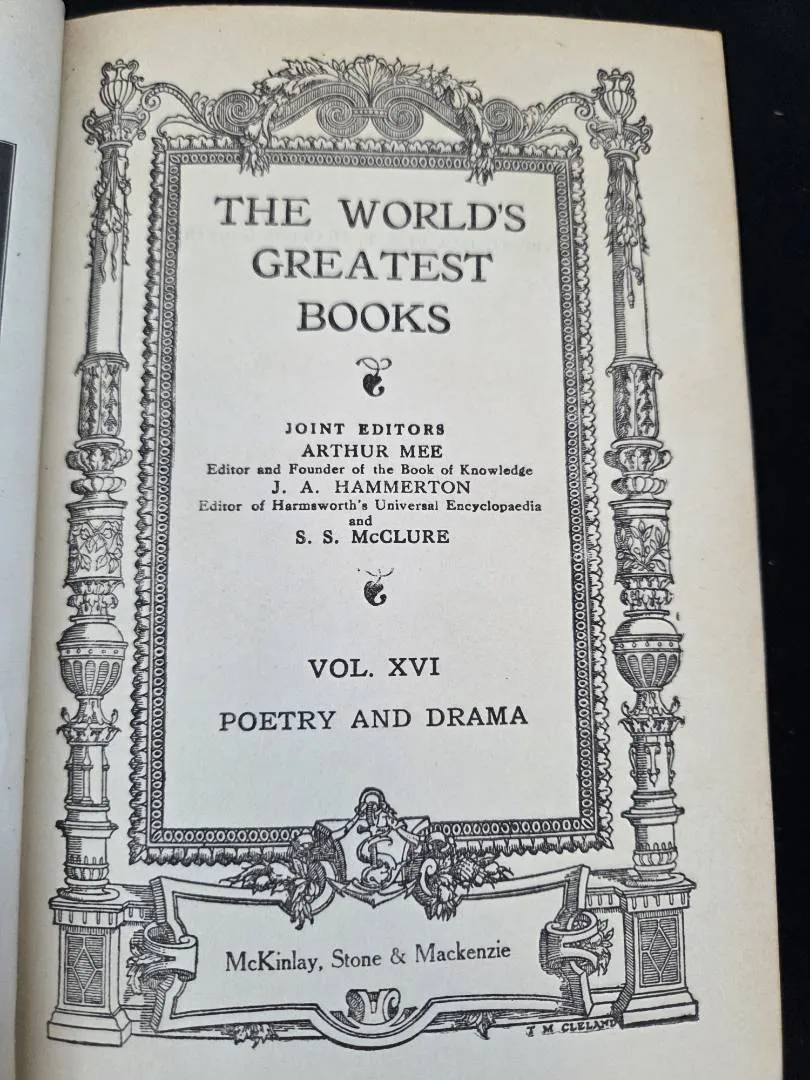 THE WORLD'S
GREATEST
BOOKS
JOINT EDITORS
ARTHUR MEE
Editor and Founder of the Book of Knowledge
J. A. HAMMERTON
Editor of Harmsworth's Universal Encyclopaedia
and
S. S. McCLURE
VOL. XVI
POETRY AND DRAMA
McKinlay, Stone & Mackenzie
T M CLELAND